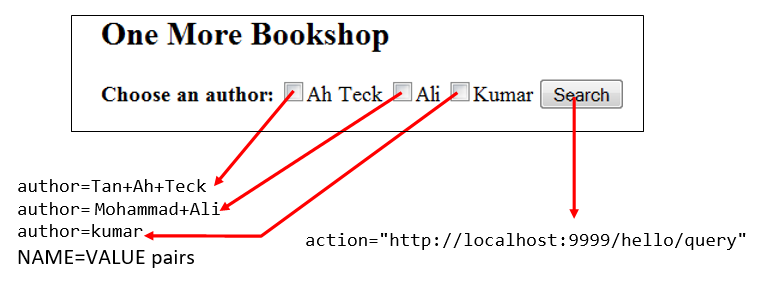 One More Bookshop
Choose an author: Ah Teck Ali Kumar Search
author=Tan+Ah+Teck
author= Mohammad+Ali
author=kumar
NAME=VALUE pairs
action="http://localhost:9999/hello/query"